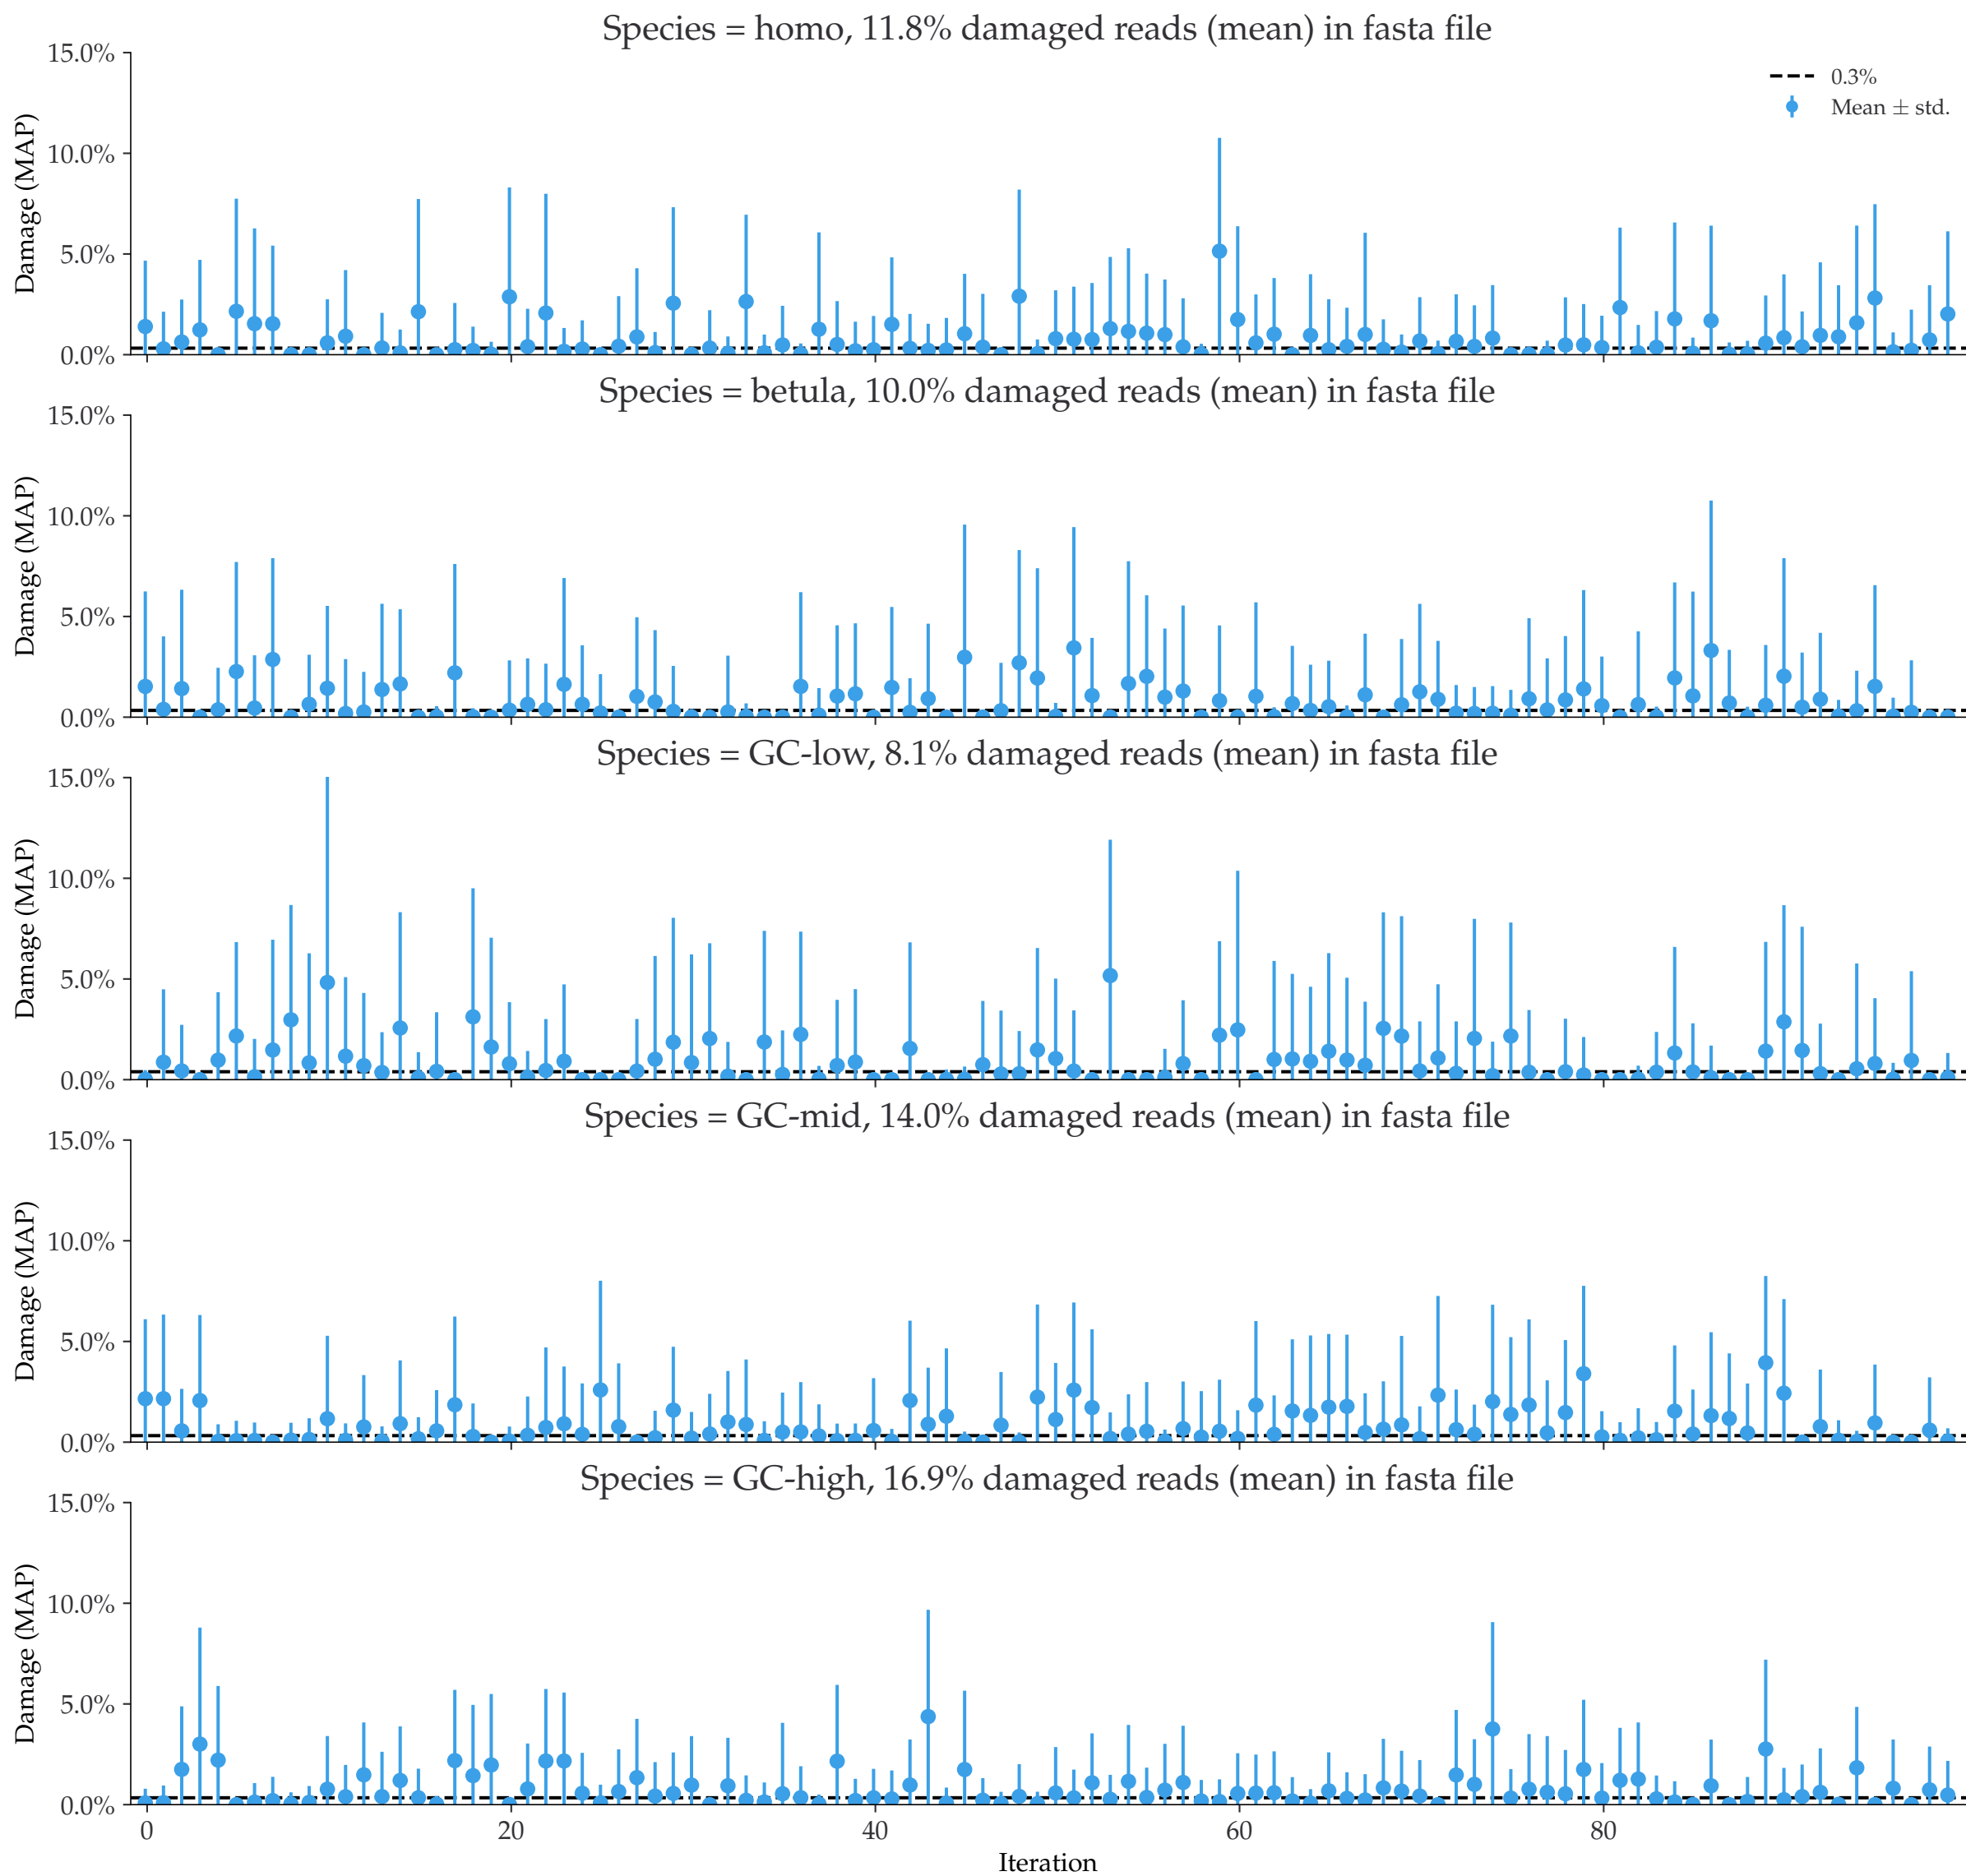 Species = homo, 11.8% damaged reads (mean) in fasta file
15.0%
10.0%
5.0%
0.0%
Damage (MAP)
0.3%
Mean ± std.
Species = betula, 10.0% damaged reads (mean) in fasta file
15.0%
10.0%
5.0%
0.0%
Damage (MAP)
Species = GC-low, 8.1% damaged reads (mean) in fasta file
15.0%
10.0%
5.0%
0.0%
Damage (MAP)
Species = GC-mid, 14.0% damaged reads (mean) in fasta file
15.0%
10.0%
5.0%
0.0%
Damage (MAP)
Species = GC-high, 16.9% damaged reads (mean) in fasta file
15.0%
10.0%
5.0%
0.0%
Damage (MAP)
0 20 40 60 80
Iteration